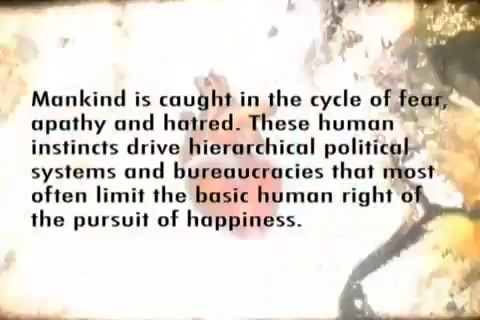 Mankind is caught in the cycle of fear,
apathy and hatred. These human
instincts drive hierarchical political
systems and bureaucracies that most
often limit the basic human right of
the pursuit of happiness.